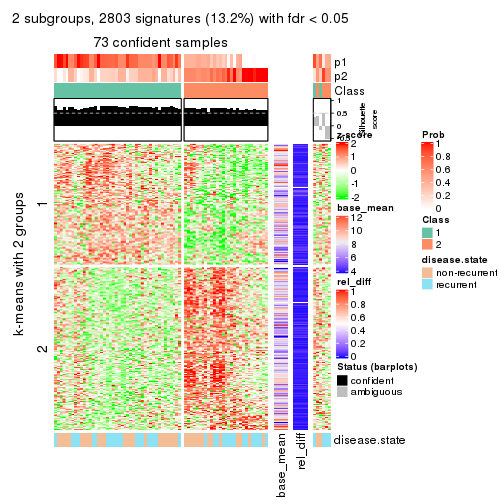 2 subgroups, 2803 signatures (13.2%) with fdr < 0.05
73 confident samples
p1
p2
Class
1
0.5
0
-0.5
Silhouette
score
k-means with 2 groups
1
2
z-score
2
1
0
-1
-2
base_mean
12
10
8
6
4
rel_diff
1
0.8
0.6
0.4
0.2
0
Status (barplots)
confident
ambiguous
Prob
1
0.8
0.6
0.4
0.2
0
Class
1
2
disease.state
non-recurrent
recurrent
disease.state
base_mean
rel_diff